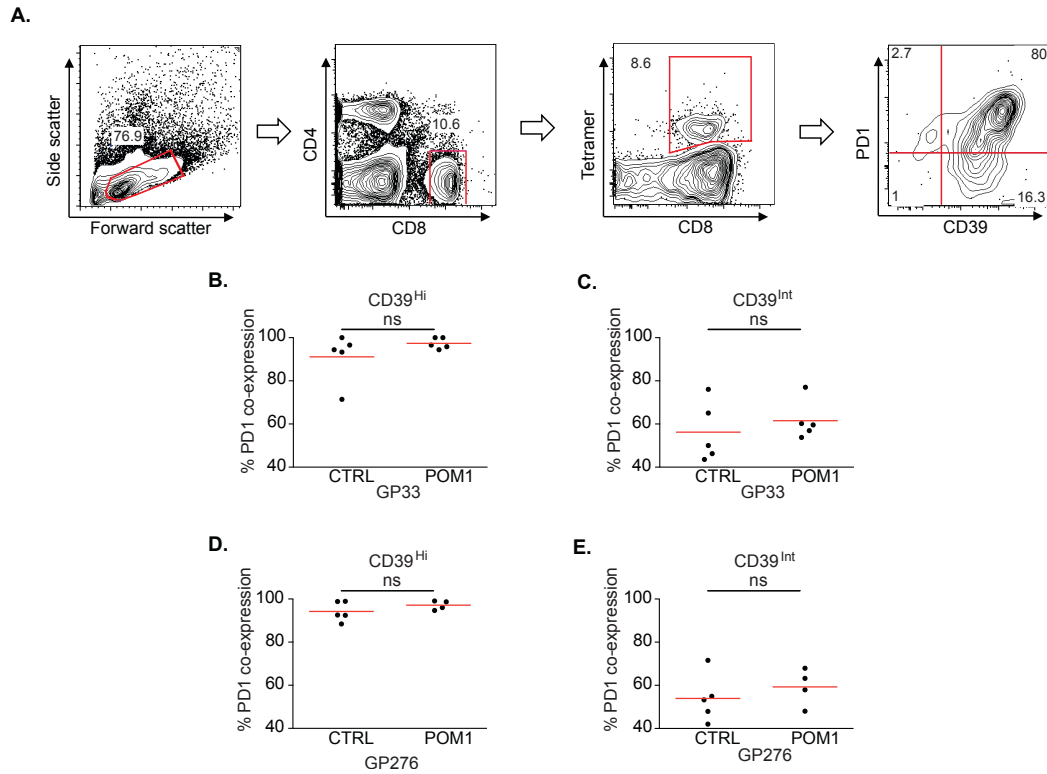 A.
Side scatter
76.9
Forward scatter
CD4
10.6
CD8
Tetramer
8.6
CD8
PD1
2.7
80
1
16.3
CD39
B.
CD39Hi
ns
% PD1 co-expression
100
80
60
40
CTRL POM1
GP33
C.
CD39Int
ns
% PD1 co-expression
100
80
60
40
CTRL POM1
GP33
D.
CD39Hi
ns
% PD1 co-expression
100
80
60
40
CTRL POM1
GP276
E.
CD39Int
ns
% PD1 co-expression
100
80
60
40
CTRL POM1
GP276